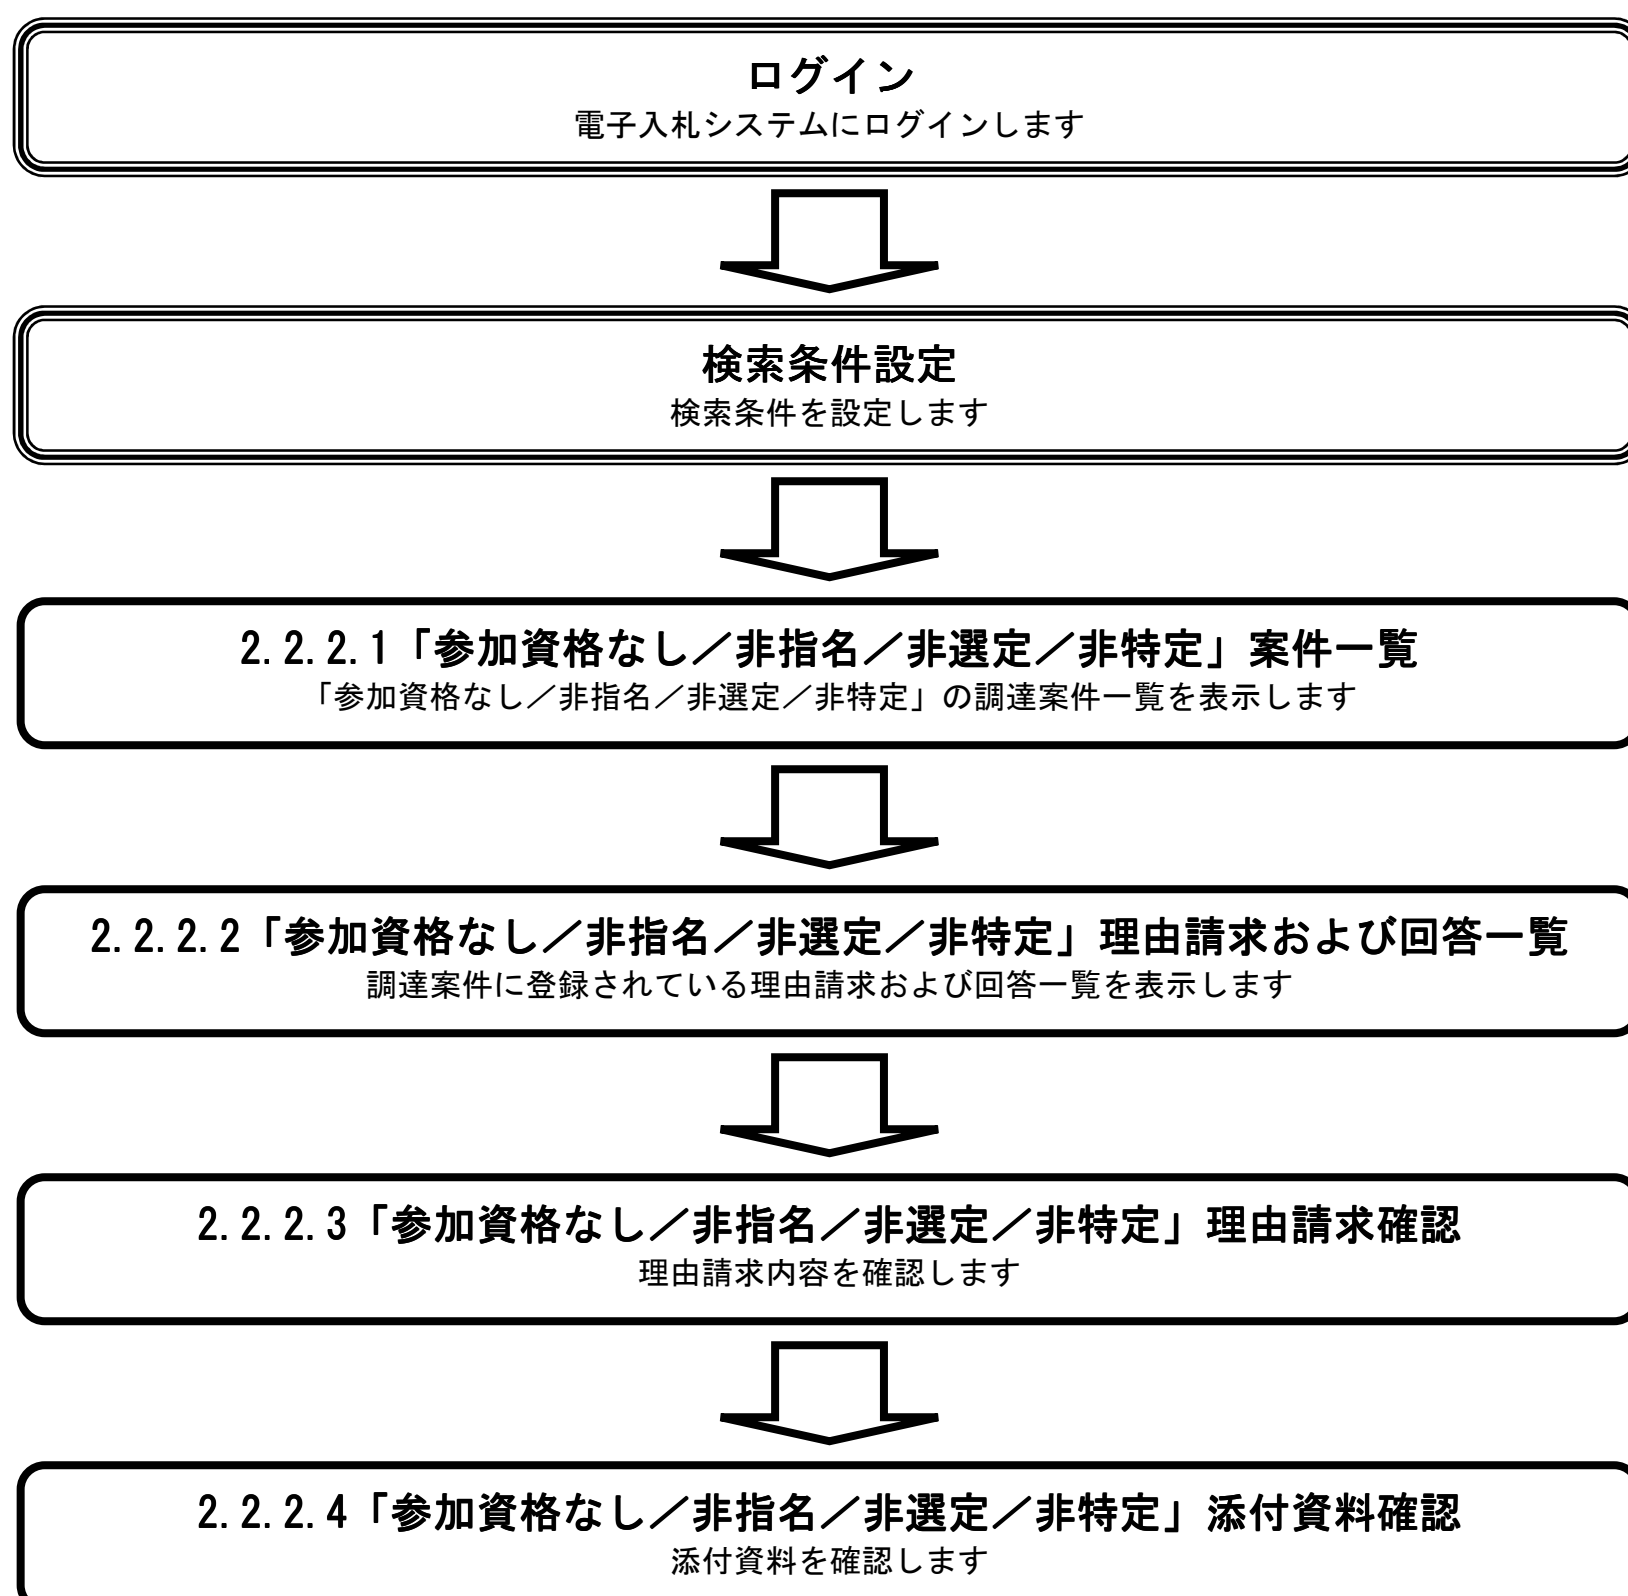 ログイン
電子入札システムにログインします
検索条件設定
検索条件を設定します
2.2.2.1「参加資格なし／非指名／非選定／非特定」案件一覧
「参加資格なし／非指名／非選定／非特定」の調達案件一覧を表示します
2.2.2.2「参加資格なし／非指名／非選定／非特定」理由請求および回答一覧
調達案件に登録されている理由請求および回答一覧を表示します
2.2.2.3「参加資格なし／非指名／非選定／非特定」理由請求確認
理由請求内容を確認します
2.2.2.4「参加資格なし／非指名／非選定／非特定」添付資料確認
添付資料を確認します